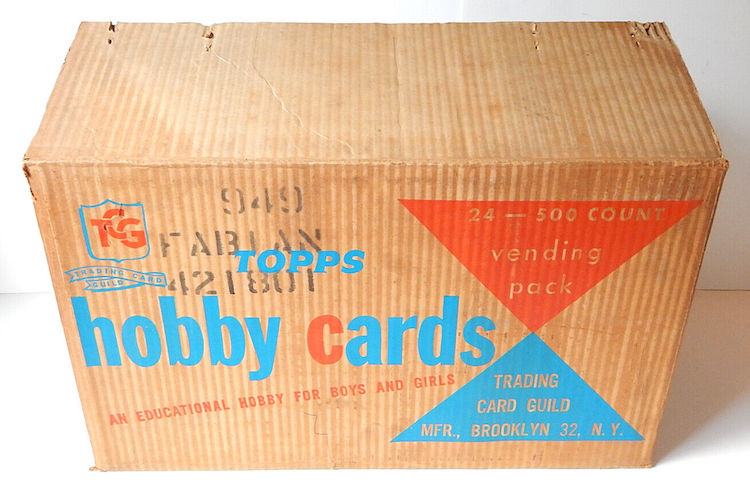 949
FABIAN
421801
TCG
TRADING CARD
GUILD
TOPPS
hobby cards
AN EDUCATIONAL HOBBY FOR BOYS AND GIRLS
24 — 500 COUNT
vending
pack
TRADING
CARD GUILD
MFR., BROOKLYN 32, N.Y.